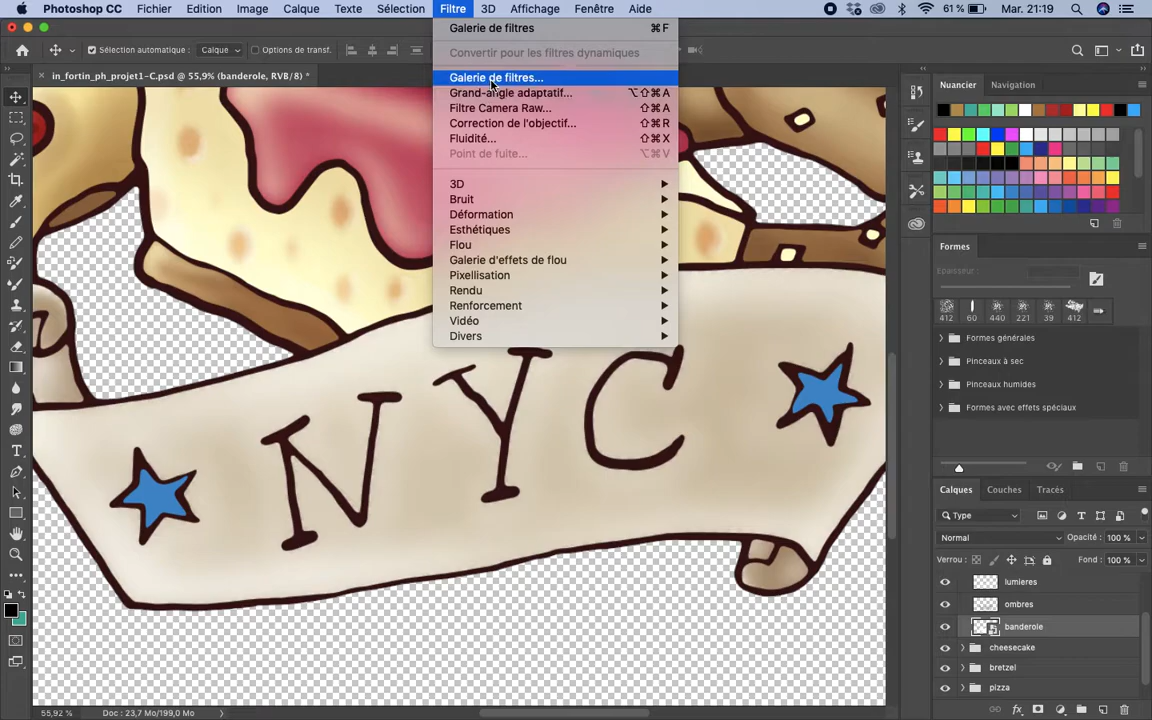 Photoshop CC Fichier Edition Image Calque Texte Sélection Filtre 3D Affichage Fenêtre Aide 61 % Mar. 21:19
Sélection automatique : Calque Options de transf.
× in_fortin_ph_projet1-C.psd @ 55,9% (banderole, RVB/8) *
Galerie de filtres ⌘F
Convertir pour les filtres dynamiques
Galerie de filtres...
Grand-angle adaptatif... ⌥⇧⌘A
Filtre Camera Raw... ⇧⌘A
Correction de l'objectif... ⇧⌘R
Fluidité... ⇧⌘X
Point de fuite... ⌥⌘V
3D
Bruit
Déformation
Esthétiques
Flou
Galerie d'effets de flou
Pixellisation
Rendu
Renforcement
Vidéo
Divers
NYC
Nuancier Navigation
Formes
Epaisseur :
412 60 440 221 39 412
Formes générales
Pinceaux à sec
Pinceaux humides
Formes avec effets spéciaux
Calques Couches Tracés
Type
Normal Opacité : 100 %
Verrou : Fond : 100 %
lumieres
ombres
banderole
cheesecake
bretzel
pizza
55,92 % Doc : 23,7 Mo/199,0 Mo